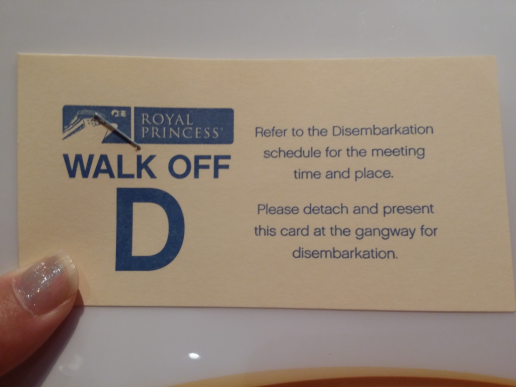 ROYAL
PRINCESS®
WALK OFF
D
Refer to the Disembarkation
schedule for the meeting
time and place.
Please detach and present
this card at the gangway for
disembarkation.